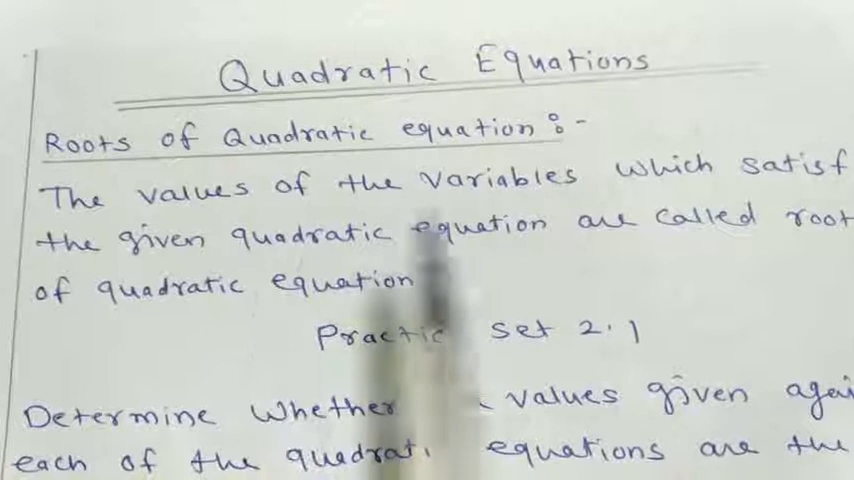 Quadratic Equations
Roots of Quadratic equation :-
The values of the variables which satisf
the given quadratic equation are called root
of quadratic equation
Practic set 2.1
Determine whether values given agai
each of the quadrati equations are the